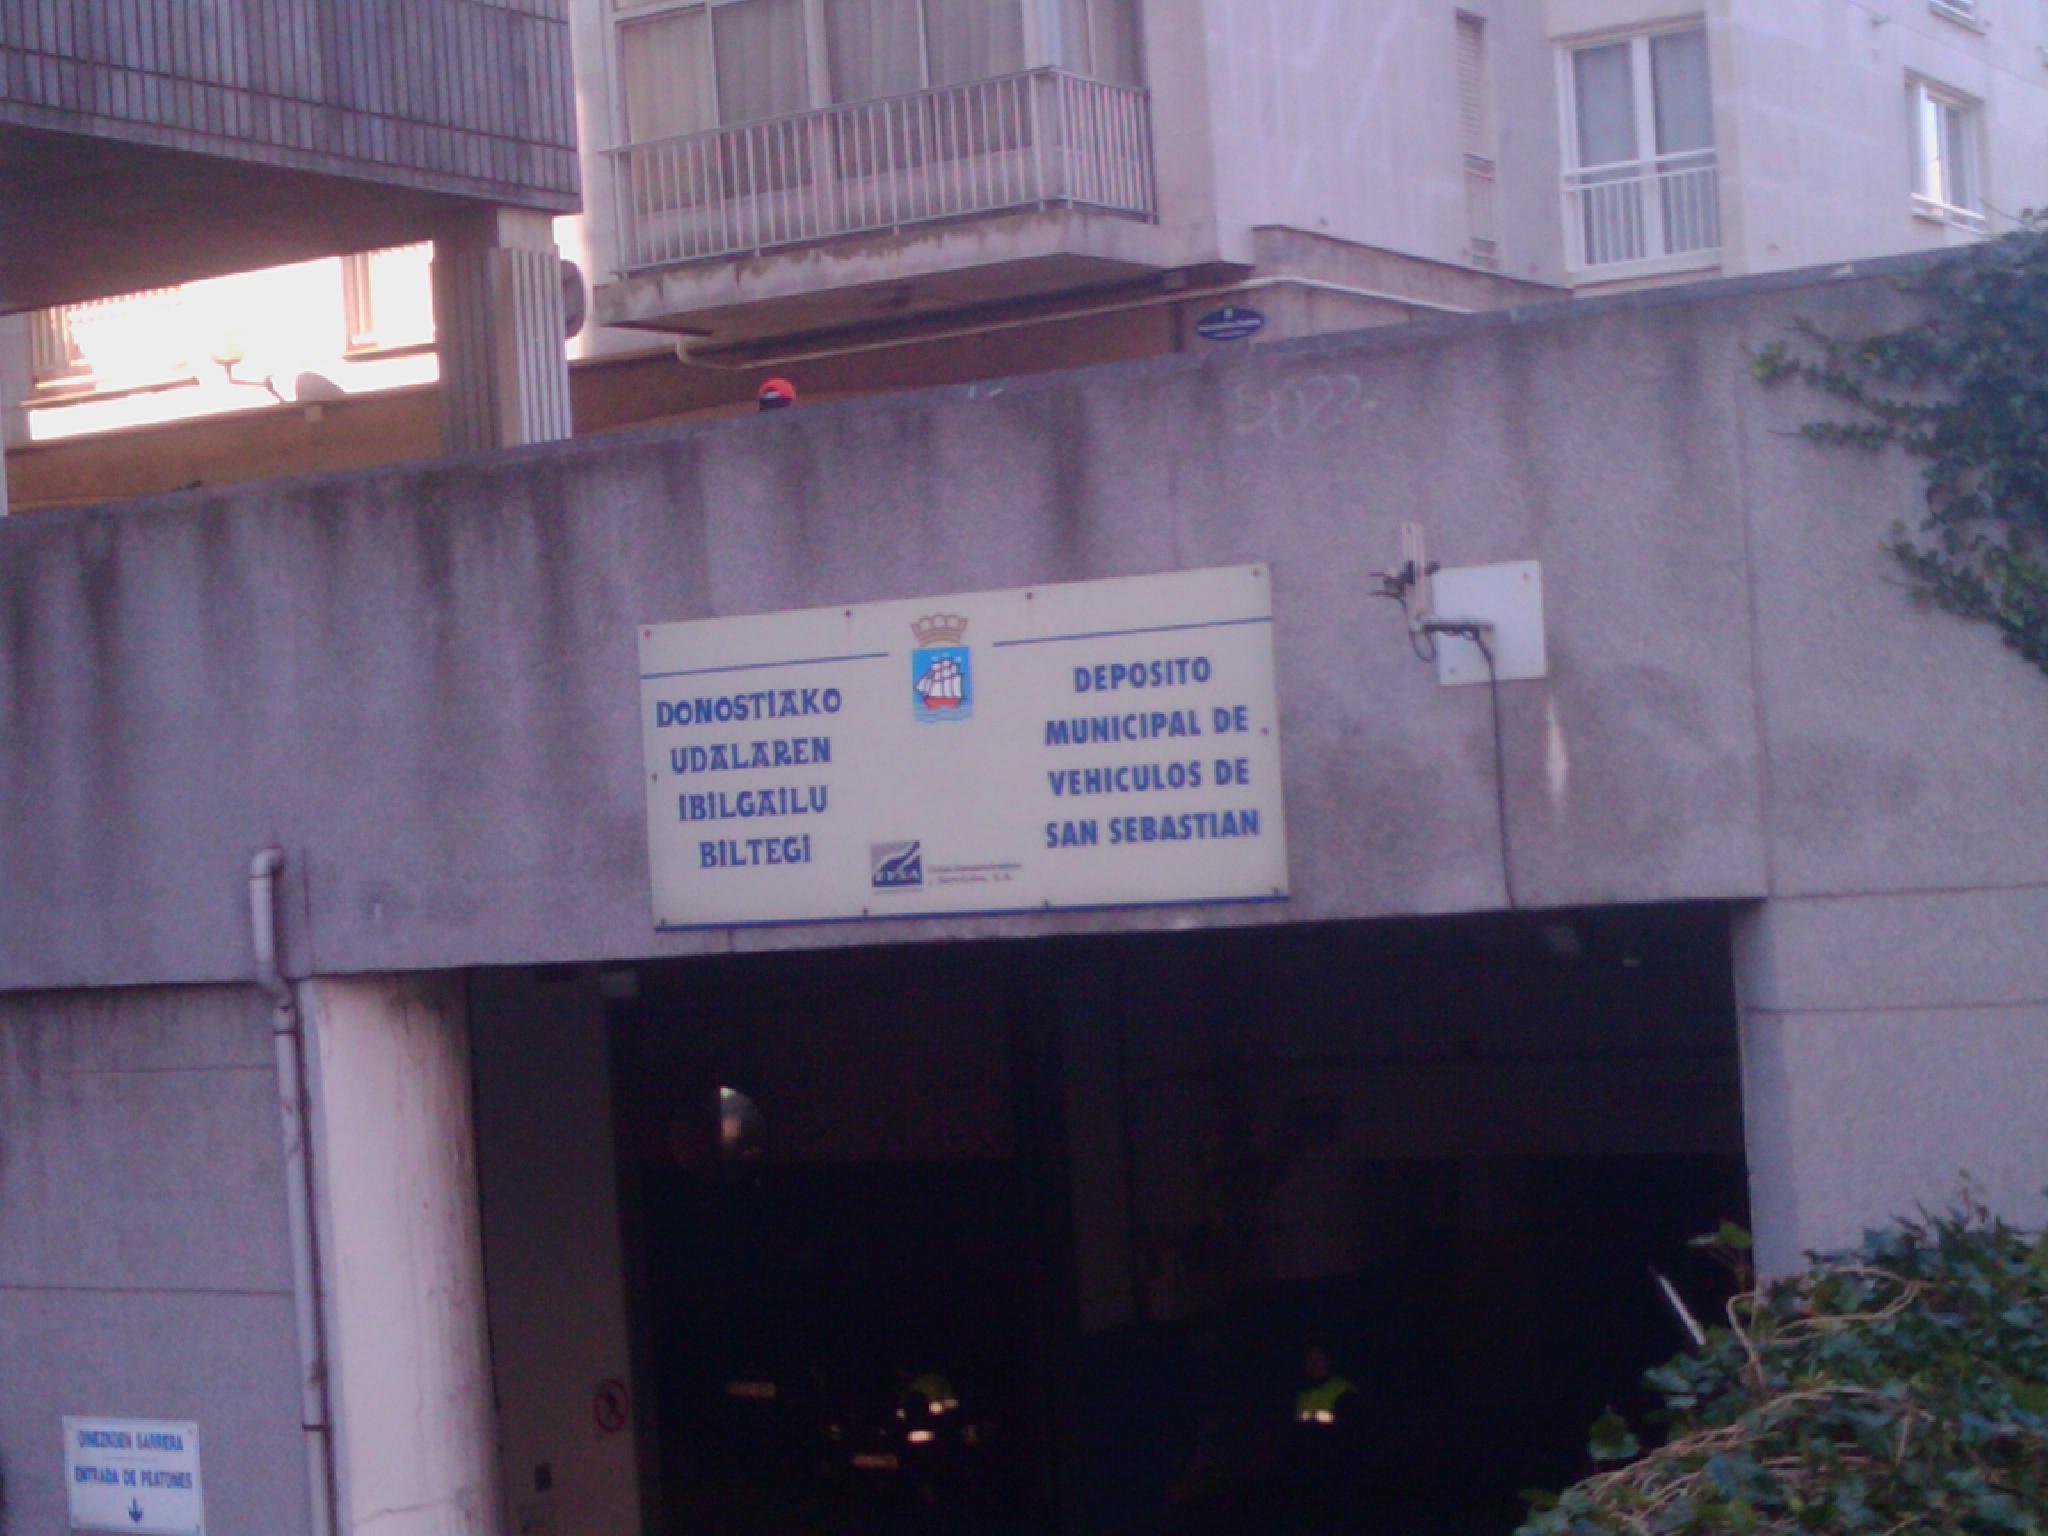 DONOSTIAKO
UDALAREN
IBILGAILU
BILTEGI
DEPOSITO
MUNICIPAL DE
VEHICULOS DE
SAN SEBASTIAN
OINEZKOEN SARRERA
ENTRADA DE PEATONES